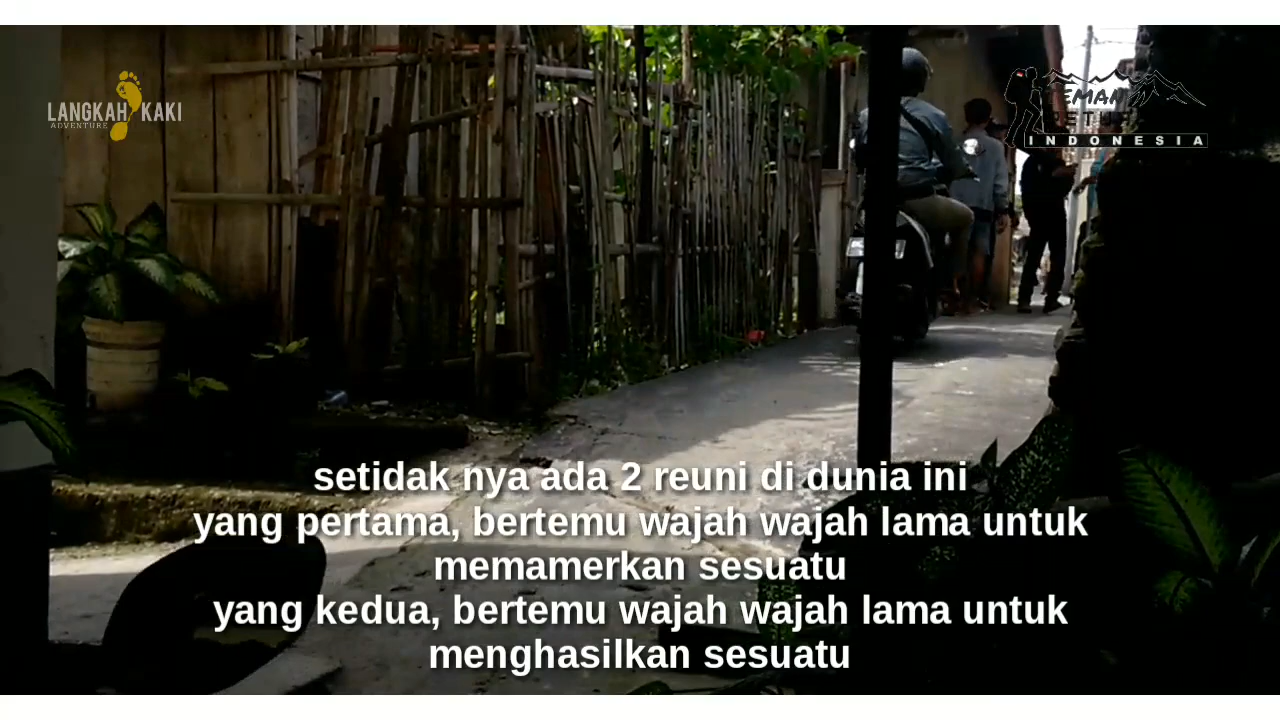 LANGKAH KAKI
ADVENTURE
INDONESIA
setidak nya ada 2 reuni di dunia ini
yang pertama, bertemu wajah wajah lama untuk
memamerkan sesuatu
yang kedua, bertemu wajah wajah lama untuk
menghasilkan sesuatu